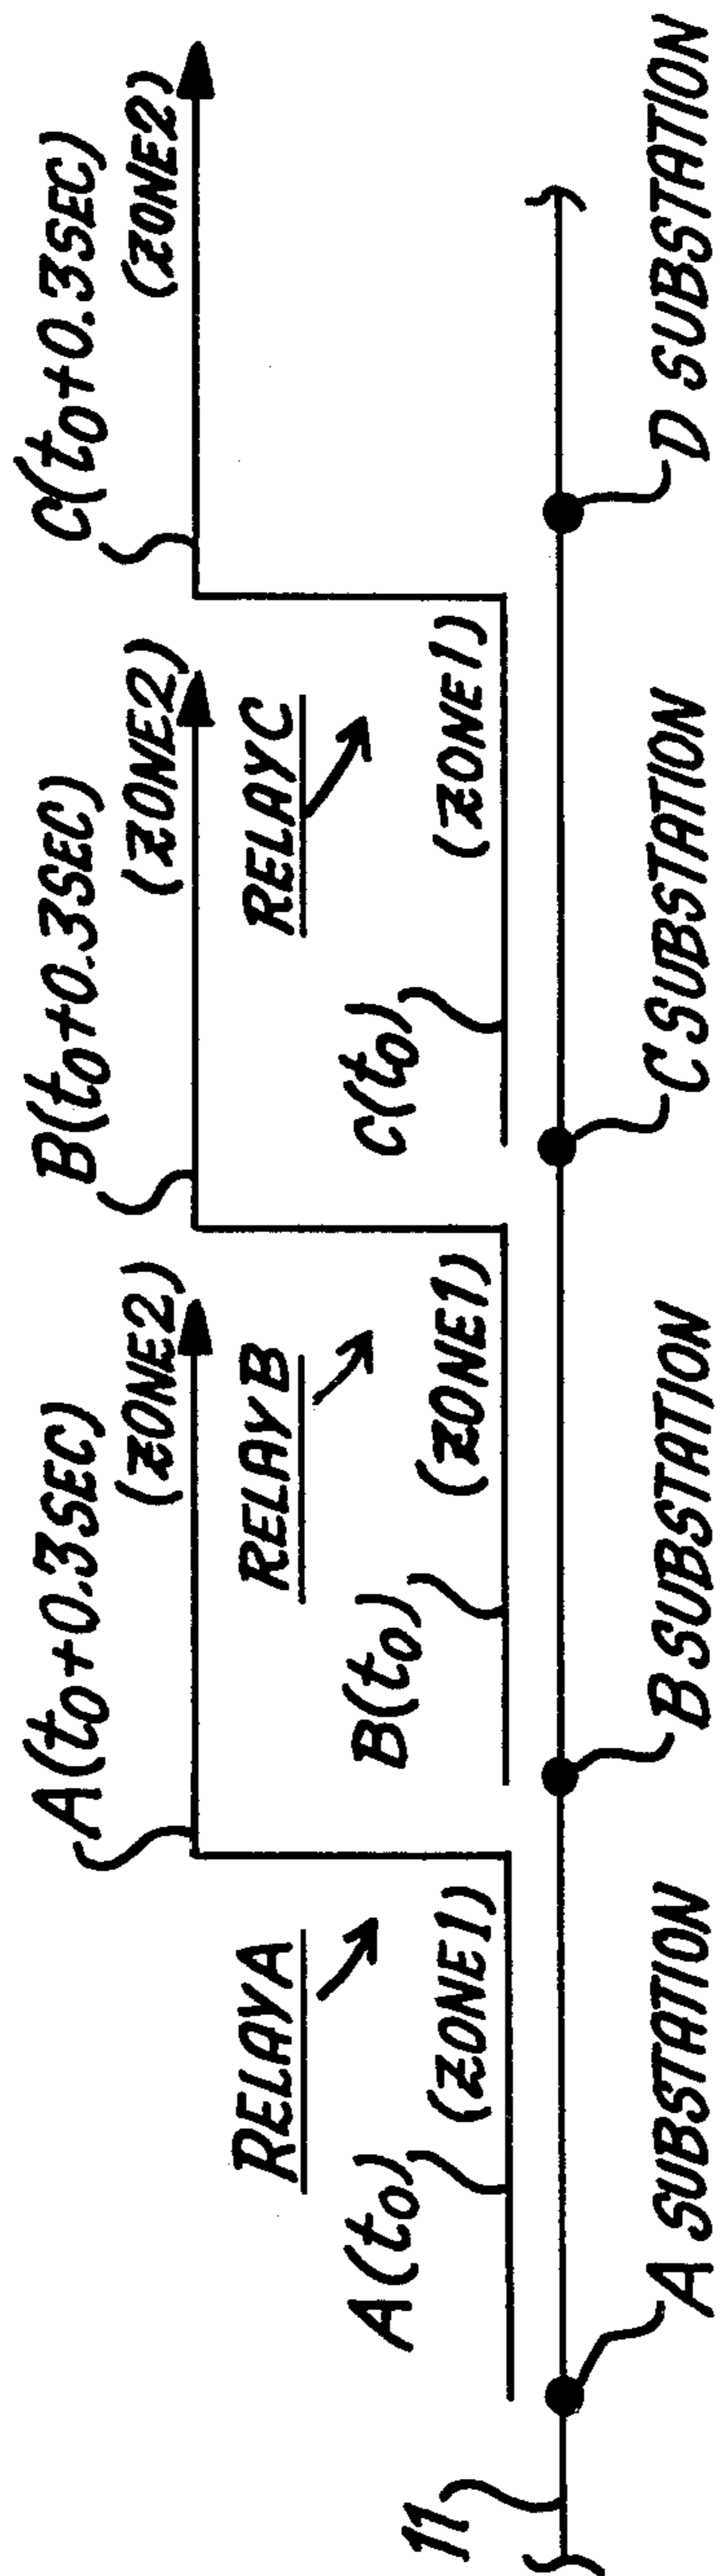 A(t₀+0.3SEC)
(ZONE2)
B(t₀+0.3SEC)
(ZONE2)
C(t₀+0.3SEC)
(ZONE2)
RELAY A
RELAY B
RELAY C
A(t₀)
(ZONE1)
B(t₀)
(ZONE1)
C(t₀)
(ZONE1)
11
A SUBSTATION
B SUBSTATION
C SUBSTATION
D SUBSTATION